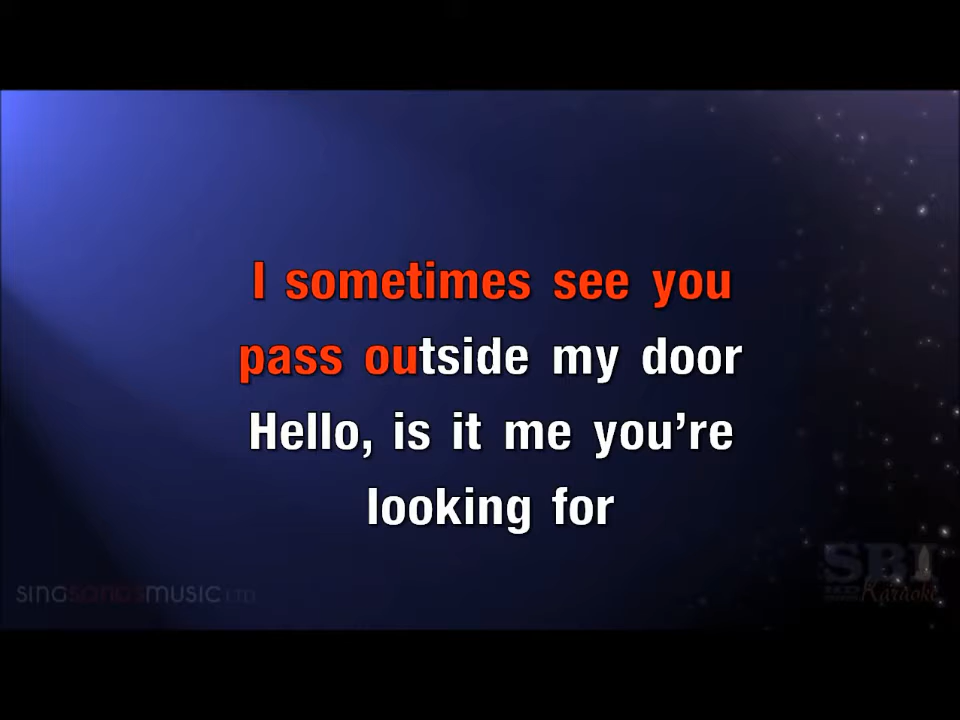 I sometimes see you
pass outside my door
Hello, is it me you’re
looking for
singsongsmusic LTD
SBI
Karaoke